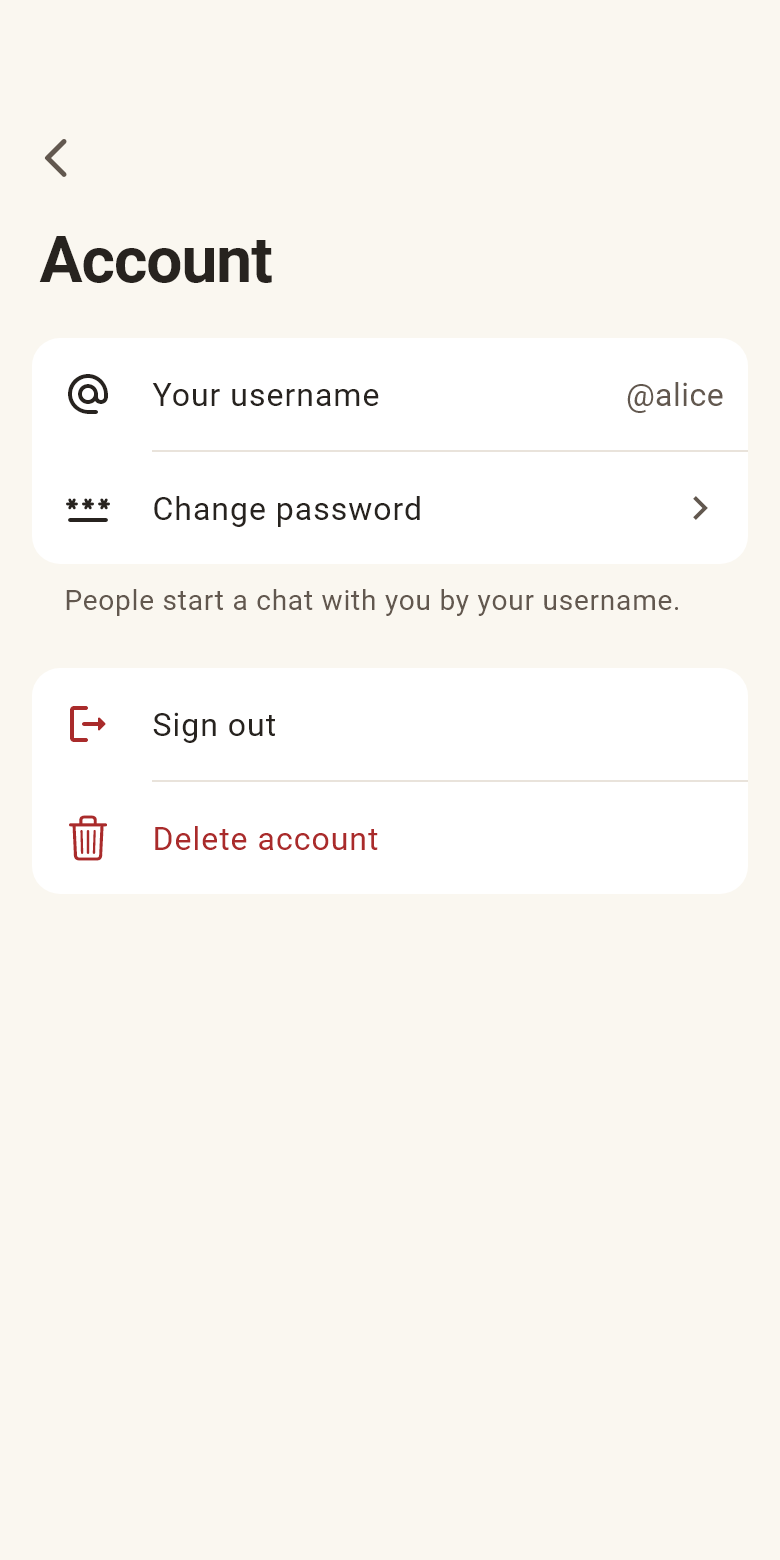 Account
Your username @alice
Change password
People start a chat with you by your username.
Sign out
Delete account